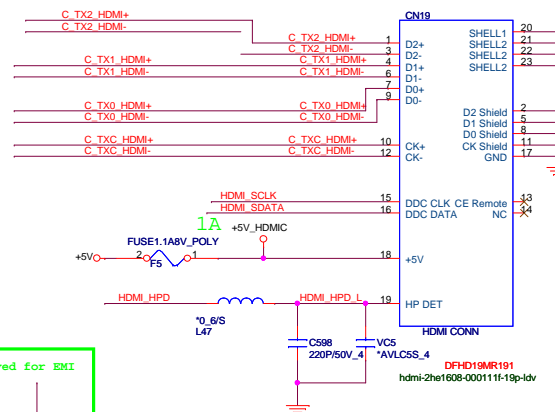 CN19
C_TX2_HDMI+
C_TX2_HDMI-
SHELL1 20
SHELL2 21
SHELL2 22
SHELL2 23
C_TX2_HDMI+ 1 D2+
C_TX2_HDMI- 3 D2-
C_TX1_HDMI+ C_TX1_HDMI+ 4 D1+
C_TX1_HDMI- C_TX1_HDMI- 6 D1-
C_TX0_HDMI+ C_TX0_HDMI+ 7 D0+
C_TX0_HDMI- C_TX0_HDMI- 9 D0-
D2 Shield 2
D1 Shield 5
D0 Shield 8
C_TXC_HDMI+ C_TXC_HDMI+ 10 CK+ CK Shield 11
C_TXC_HDMI- C_TXC_HDMI- 12 CK- GND 17
HDMI_SCLK 15 DDC CLK CE Remote 13
HDMI_SDATA 16 DDC DATA NC 14
1A +5V_HDMIC
FUSE1.1A8V_POLY
+5V 2 1 18 +5V
F5
HDMI_HPD HDMI_HPD_L 19 HP DET
*0_6/S
L47
HDMI CONN
C598
220P/50V_4
VC5
*AVLC5S_4
DFHD19MR191
hdmi-2he1608-000111f-19p-ldv
ed for EMI